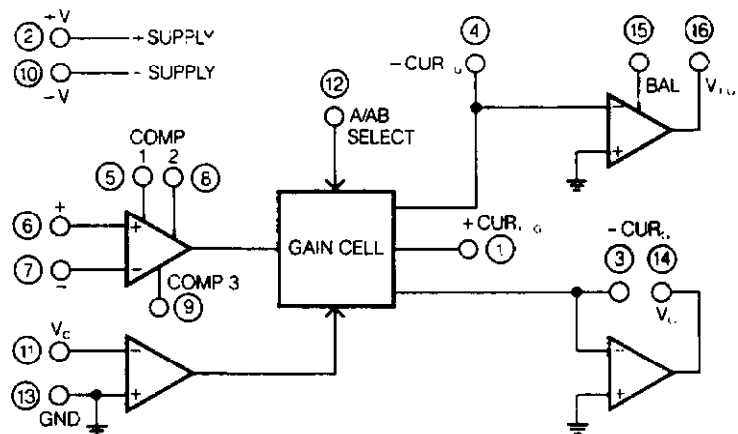 +V
2 + SUPPLY
10 - SUPPLY
-V
12
A/AB
SELECT
4
-CUR
15 16
BAL
V
COMP
1 2
5 8
6 +
7 -
+
-
COMP 3
9
GAIN CELL
+CUR
1
-CUR
3 14
V
-
+
11 VC
13
GND
-
+
-
+